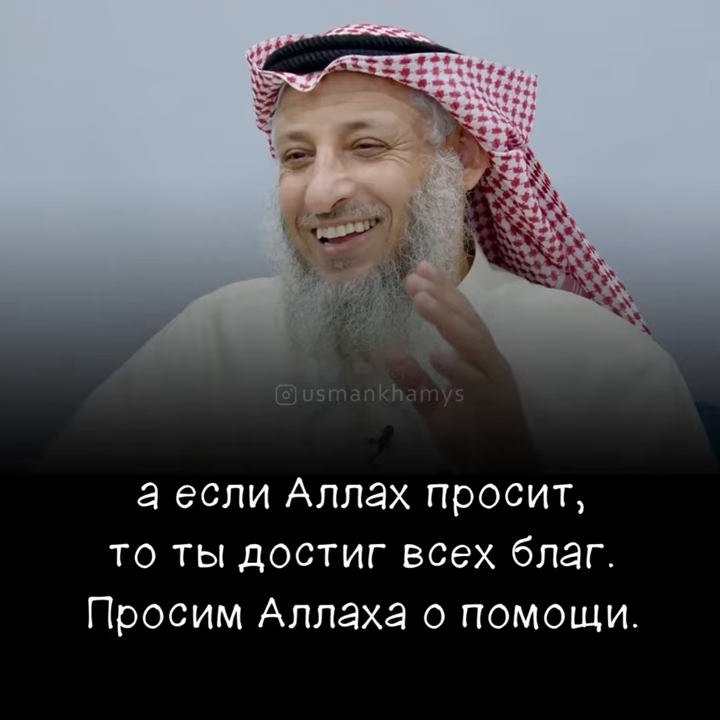 usmankhamys
а если Аллах просит,
то ты достиг всех благ.
Просим Аллаха о помощи.